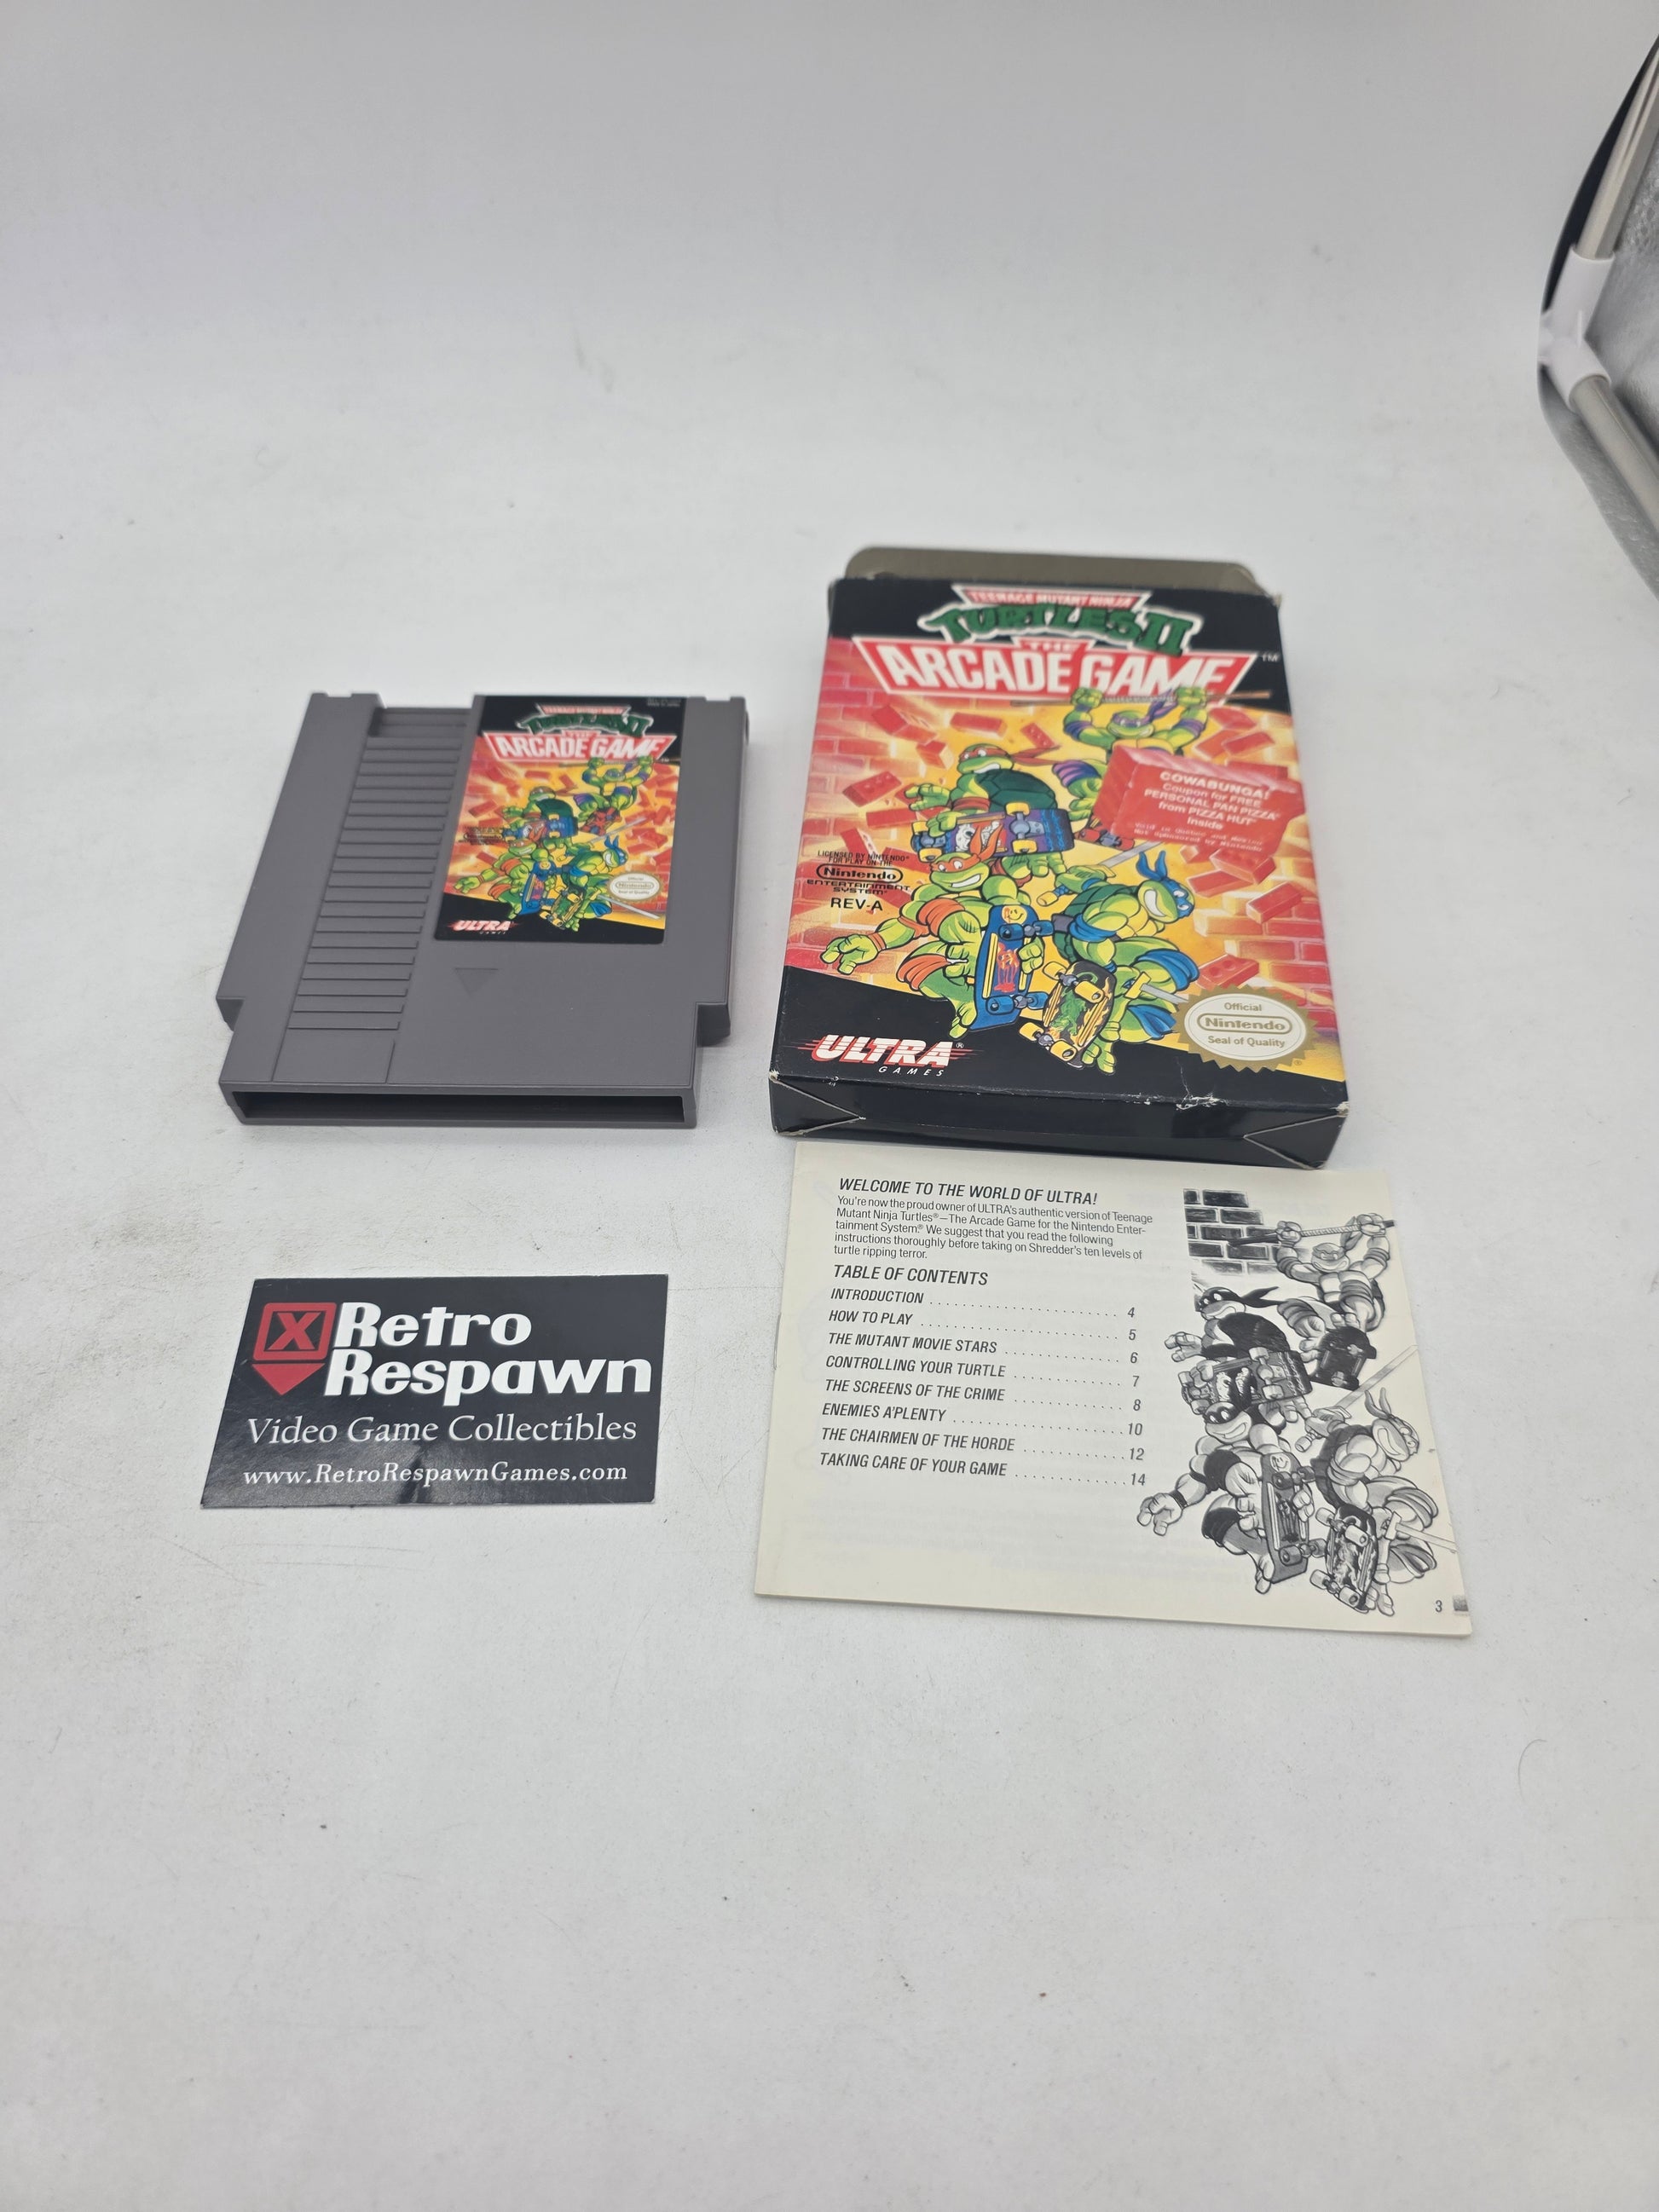 TEENAGE MUTANT NINJA
TURTLES II
THE
ARCADE GAME
ULTRA
GAMES
Official
Nintendo
Seal of Quality
TEENAGE MUTANT NINJA
TURTLES II
THE
ARCADE GAME
TM
COWABUNGA!
Coupon for FREE
PERSONAL PAN PIZZA
from PIZZA HUT
Inside
LICENSED BY NINTENDO®
FOR PLAY ON THE
Nintendo
ENTERTAINMENT
SYSTEM®
REV-A
ULTRA®
GAMES
Official
Nintendo
Seal of Quality
WELCOME TO THE WORLD OF ULTRA!
You're now the proud owner of ULTRA's authentic version of Teenage
Mutant Ninja Turtles®—The Arcade Game for the Nintendo Enter-
tainment System® We suggest that you read the following
instructions thoroughly before taking on Shredder's ten levels of
turtle ripping terror.
TABLE OF CONTENTS
INTRODUCTION ....................... 4
HOW TO PLAY ........................ 5
THE MUTANT MOVIE STARS .............. 6
CONTROLLING YOUR TURTLE ............. 7
THE SCREENS OF THE CRIME ............ 8
ENEMIES A'PLENTY .................... 10
THE CHAIRMEN OF THE HORDE ........... 12
TAKING CARE OF YOUR GAME ............ 14
3
X Retro
Respawn
Video Game Collectibles
www.RetroRespawnGames.com